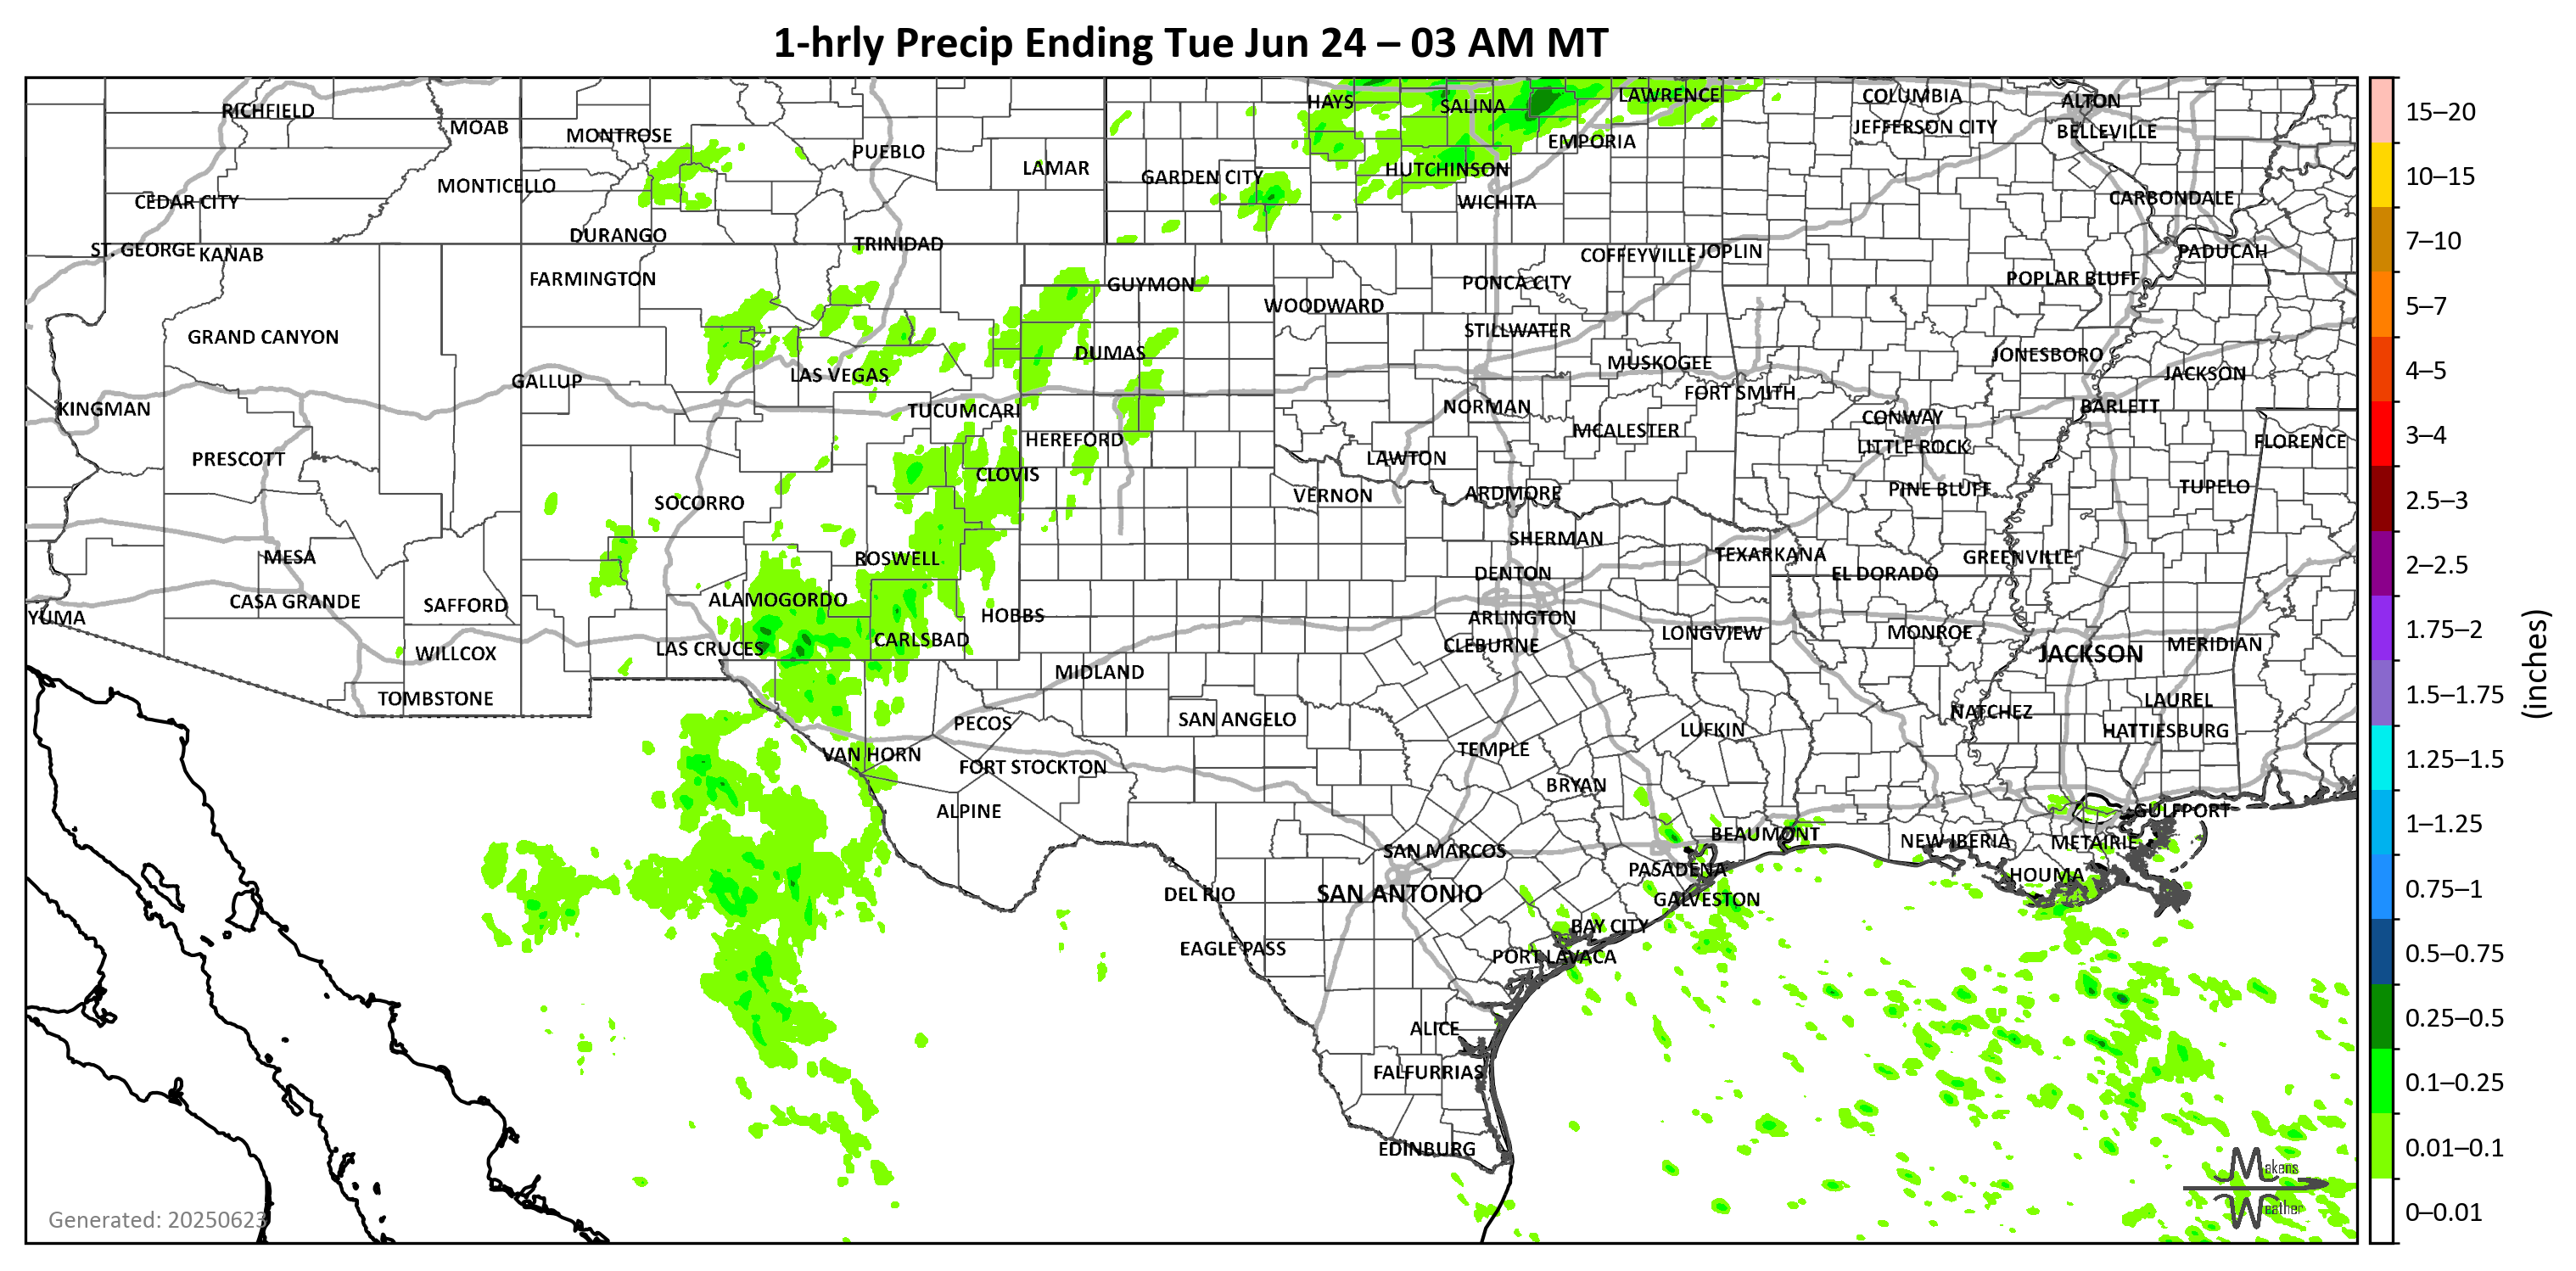 1-hrly Precip Ending Tue Jun 24 – 03 AM MT
RICHFIELD
MOAB
MONTROSE
PUEBLO
LAMAR
HAYS
SALINA
LAWRENCE
COLUMBIA
ALTON
JEFFERSON CITY
BELLEVILLE
EMPORIA
CEDAR CITY
MONTICELLO
GARDEN CITY
HUTCHINSON
WICHITA
CARBONDALE
ST. GEORGE
KANAB
DURANGO
TRINIDAD
COFFEYVILLE
JOPLIN
PADUCAH
FARMINGTON
GUYMON
WOODWARD
PONCA CITY
POPLAR BLUFF
GRAND CANYON
DUMAS
STILLWATER
MUSKOGEE
JONESBORO
JACKSON
GALLUP
LAS VEGAS
FORT SMITH
KINGMAN
TUCUMCARI
NORMAN
CONWAY
BARLETT
PRESCOTT
HEREFORD
MCALESTER
LITTLE ROCK
FLORENCE
CLOVIS
LAWTON
SOCORRO
VERNON
ARDMORE
PINE BLUFF
TUPELO
MESA
ROSWELL
SHERMAN
TEXARKANA
GREENVILLE
DENTON
EL DORADO
YUMA
CASA GRANDE
SAFFORD
ALAMOGORDO
HOBBS
ARLINGTON
WILLCOX
LAS CRUCES
CARLSBAD
CLEBURNE
LONGVIEW
MONROE
JACKSON
MERIDIAN
TOMBSTONE
MIDLAND
PECOS
SAN ANGELO
LUFKIN
NATCHEZ
LAUREL
HATTIESBURG
VAN HORN
FORT STOCKTON
TEMPLE
BRYAN
ALPINE
GULFPORT
SAN MARCOS
BEAUMONT
NEW IBERIA
METAIRIE
DEL RIO
SAN ANTONIO
PASADENA
GALVESTON
HOUMA
EAGLE PASS
BAY CITY
PORT LAVACA
ALICE
FALFURRIAS
EDINBURG
Generated: 20250623
Makens
Weather
15–20
10–15
7–10
5–7
4–5
3–4
2.5–3
2–2.5
1.75–2
1.5–1.75
1.25–1.5
1–1.25
0.75–1
0.5–0.75
0.25–0.5
0.1–0.25
0.01–0.1
0–0.01
(inches)